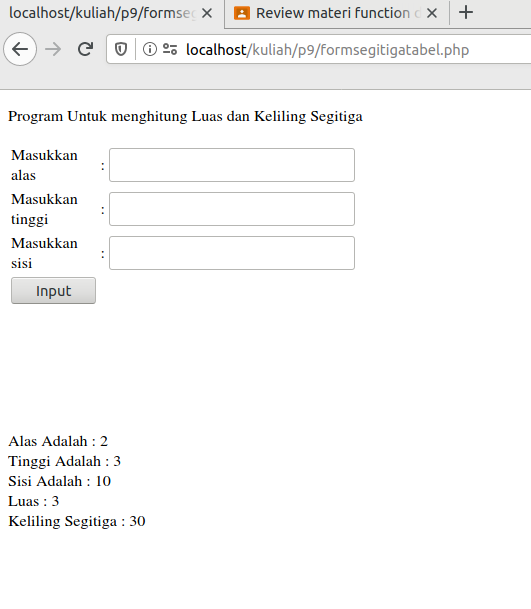 localhost/kuliah/p9/formseg
Review materi function
localhost/kuliah/p9/formsegitigatabel.php
Program Untuk menghitung Luas dan Keliling Segitiga
Masukkan
alas
:
Masukkan
tinggi
:
Masukkan
sisi
:
Input
Alas Adalah : 2
Tinggi Adalah : 3
Sisi Adalah : 10
Luas : 3
Keliling Segitiga : 30